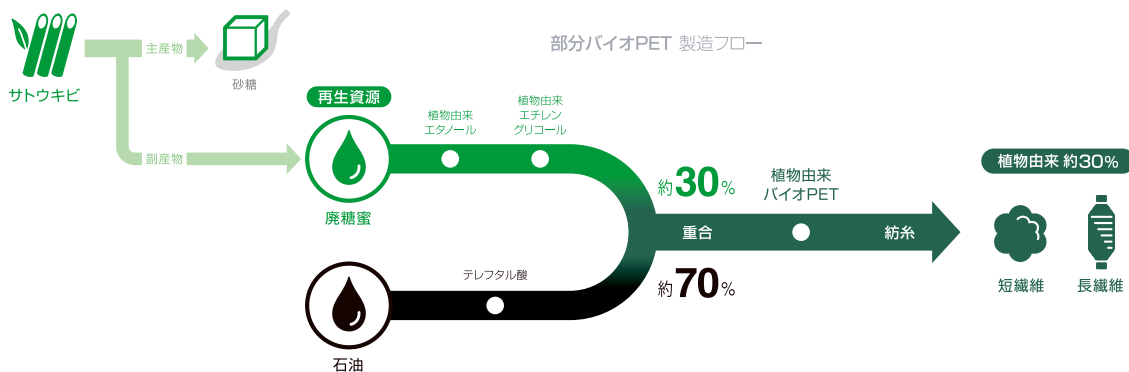 部分バイオPET 製造フロー
サトウキビ
主産物
砂糖
副産物
再生資源
廃糖蜜
植物由来
エタノール
植物由来
エチレン
グリコール
約30%
石油
テレフタル酸
約70%
重合
植物由来
バイオPET
紡糸
植物由来 約30%
短繊維
長繊維